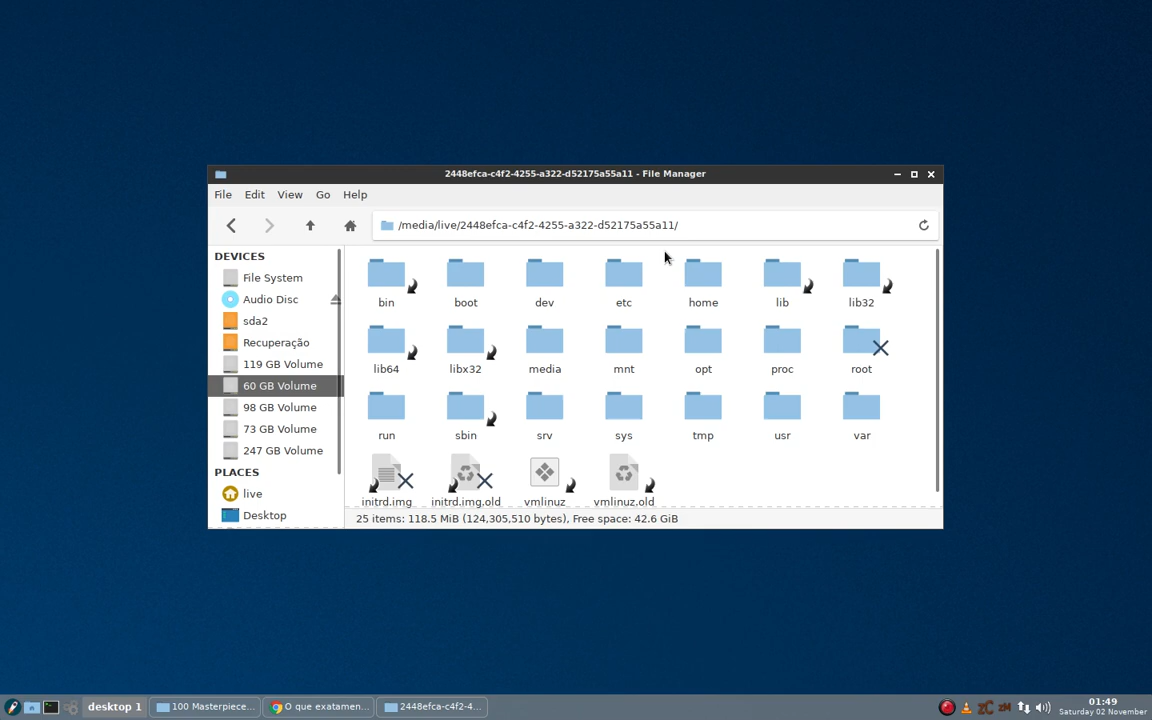 2448efca-c4f2-4255-a322-d52175a55a11 - File Manager
File Edit View Go Help
/media/live/2448efca-c4f2-4255-a322-d52175a55a11/
DEVICES
File System
Audio Disc
sda2
Recuperação
119 GB Volume
60 GB Volume
98 GB Volume
73 GB Volume
247 GB Volume
PLACES
live
Desktop
bin boot dev etc home lib lib32
lib64 libx32 media mnt opt proc root
run sbin srv sys tmp usr var
initrd.img initrd.img.old vmlinuz vmlinuz.old
25 items: 118.5 MiB (124,305,510 bytes), Free space: 42.6 GiB
desktop 1 100 Masterpiece... O que exatamen... 2448efca-c4f2-4... zC zM 01:49
Saturday 02 November